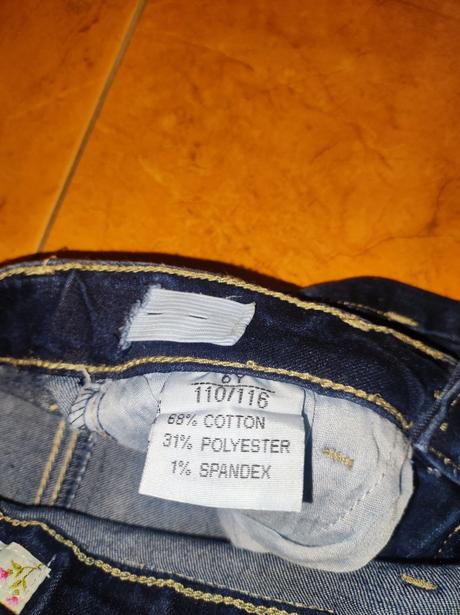 6Y
110/116
68% COTTON
31% POLYESTER
1% SPANDEX